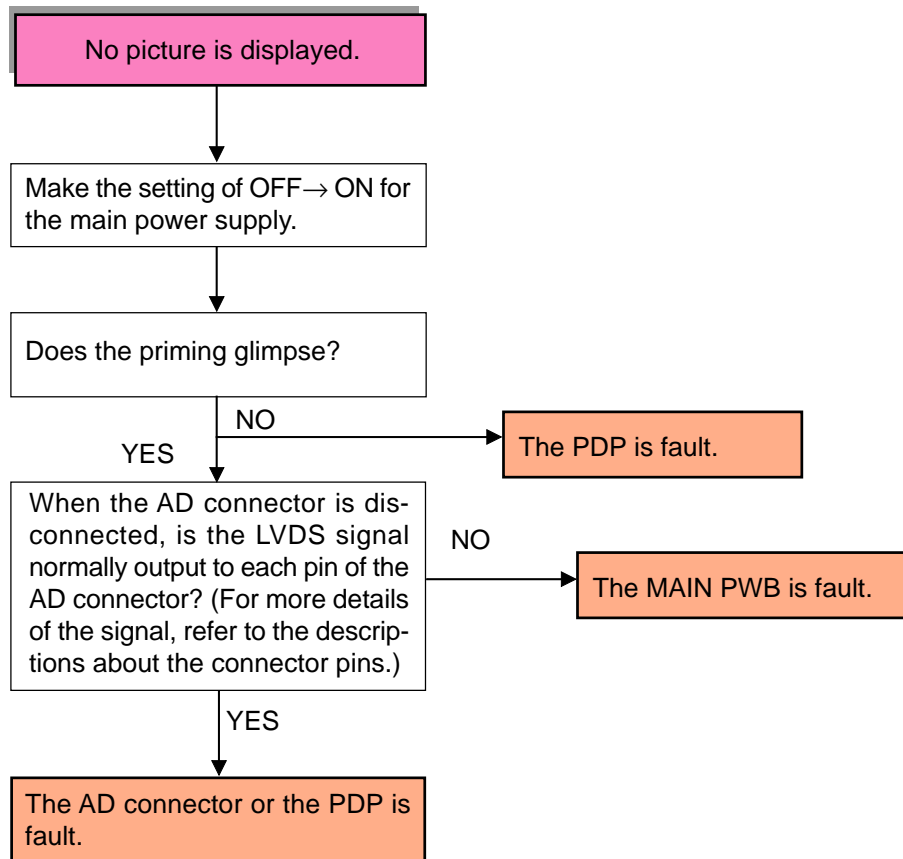 No picture is displayed.
Make the setting of OFF→ ON for
the main power supply.
Does the priming glimpse?
NO
The PDP is fault.
YES
When the AD connector is dis-
connected, is the LVDS signal
normally output to each pin of the
AD connector? (For more details
of the signal, refer to the descrip-
tions about the connector pins.)
NO
The MAIN PWB is fault.
YES
The AD connector or the PDP is
fault.